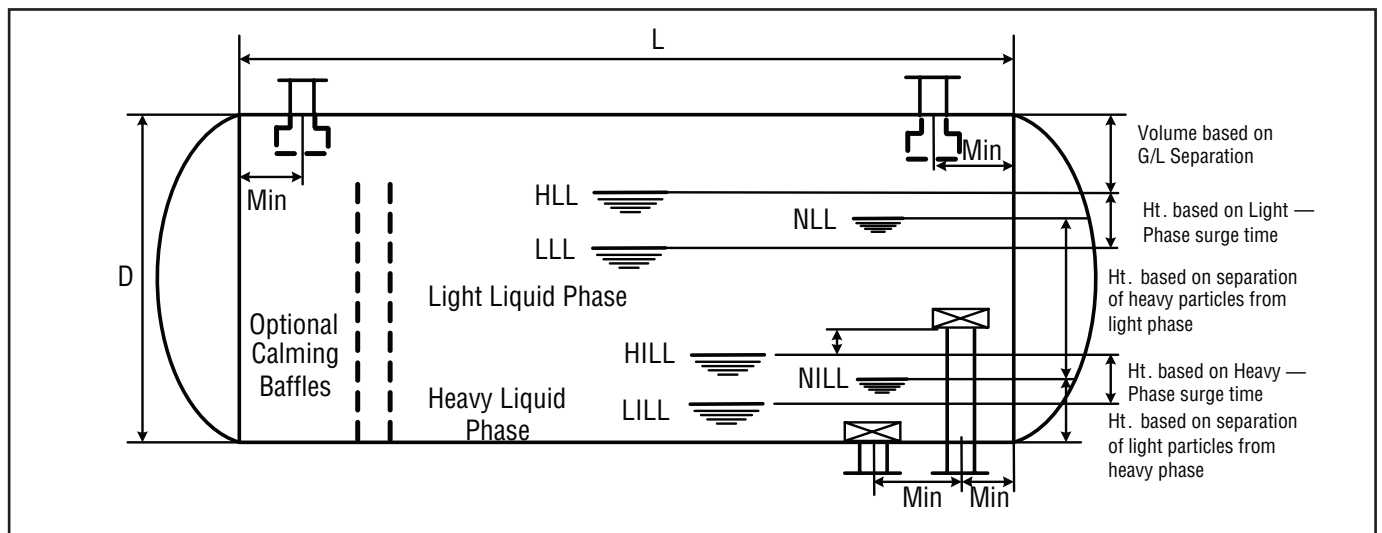 L
Min
Min
Volume based on
G/L Separation
HLL
NLL
Ht. based on Light —
Phase surge time
LLL
D
Light Liquid Phase
Ht. based on separation
of heavy particles from
light phase
Optional
Calming
Baffles
HILL
NILL
Ht. based on Heavy —
Phase surge time
Heavy Liquid
Phase
LILL
Ht. based on separation
of light particles from
heavy phase
Min
Min